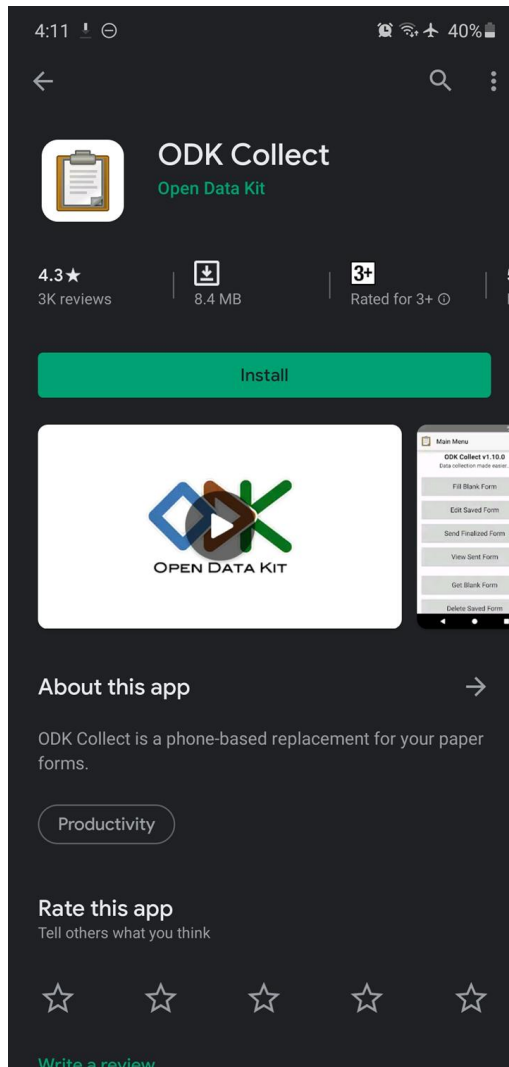 4:11
40%
ODK Collect
Open Data Kit
4.3★
3K reviews
8.4 MB
3+
Rated for 3+
Install
OPEN DATA KIT
Main Menu
ODK Collect v1.10.0
Data collection made easier...
Fill Blank Form
Edit Saved Form
Send Finalized Form
View Sent Form
Get Blank Form
Delete Saved Form
About this app
ODK Collect is a phone-based replacement for your paper
forms.
Productivity
Rate this app
Tell others what you think
Write a review